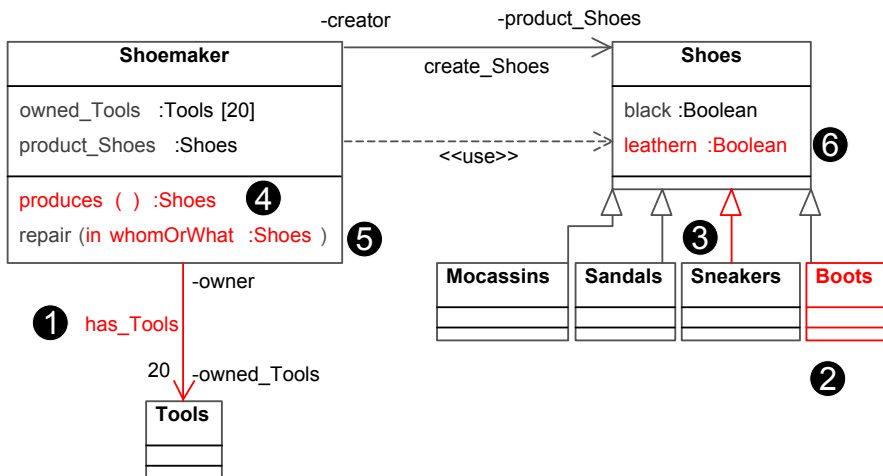 -creator
-product_Shoes
Shoemaker
create_Shoes
Shoes
owned_Tools :Tools [20]
product_Shoes :Shoes
<<use>>
black :Boolean
leathern :Boolean
6
produces ( ) :Shoes
4
repair (in whomOrWhat :Shoes )
5
3
Mocassins
Sandals
Sneakers
Boots
2
-owner
1
has_Tools
20
-owned_Tools
Tools